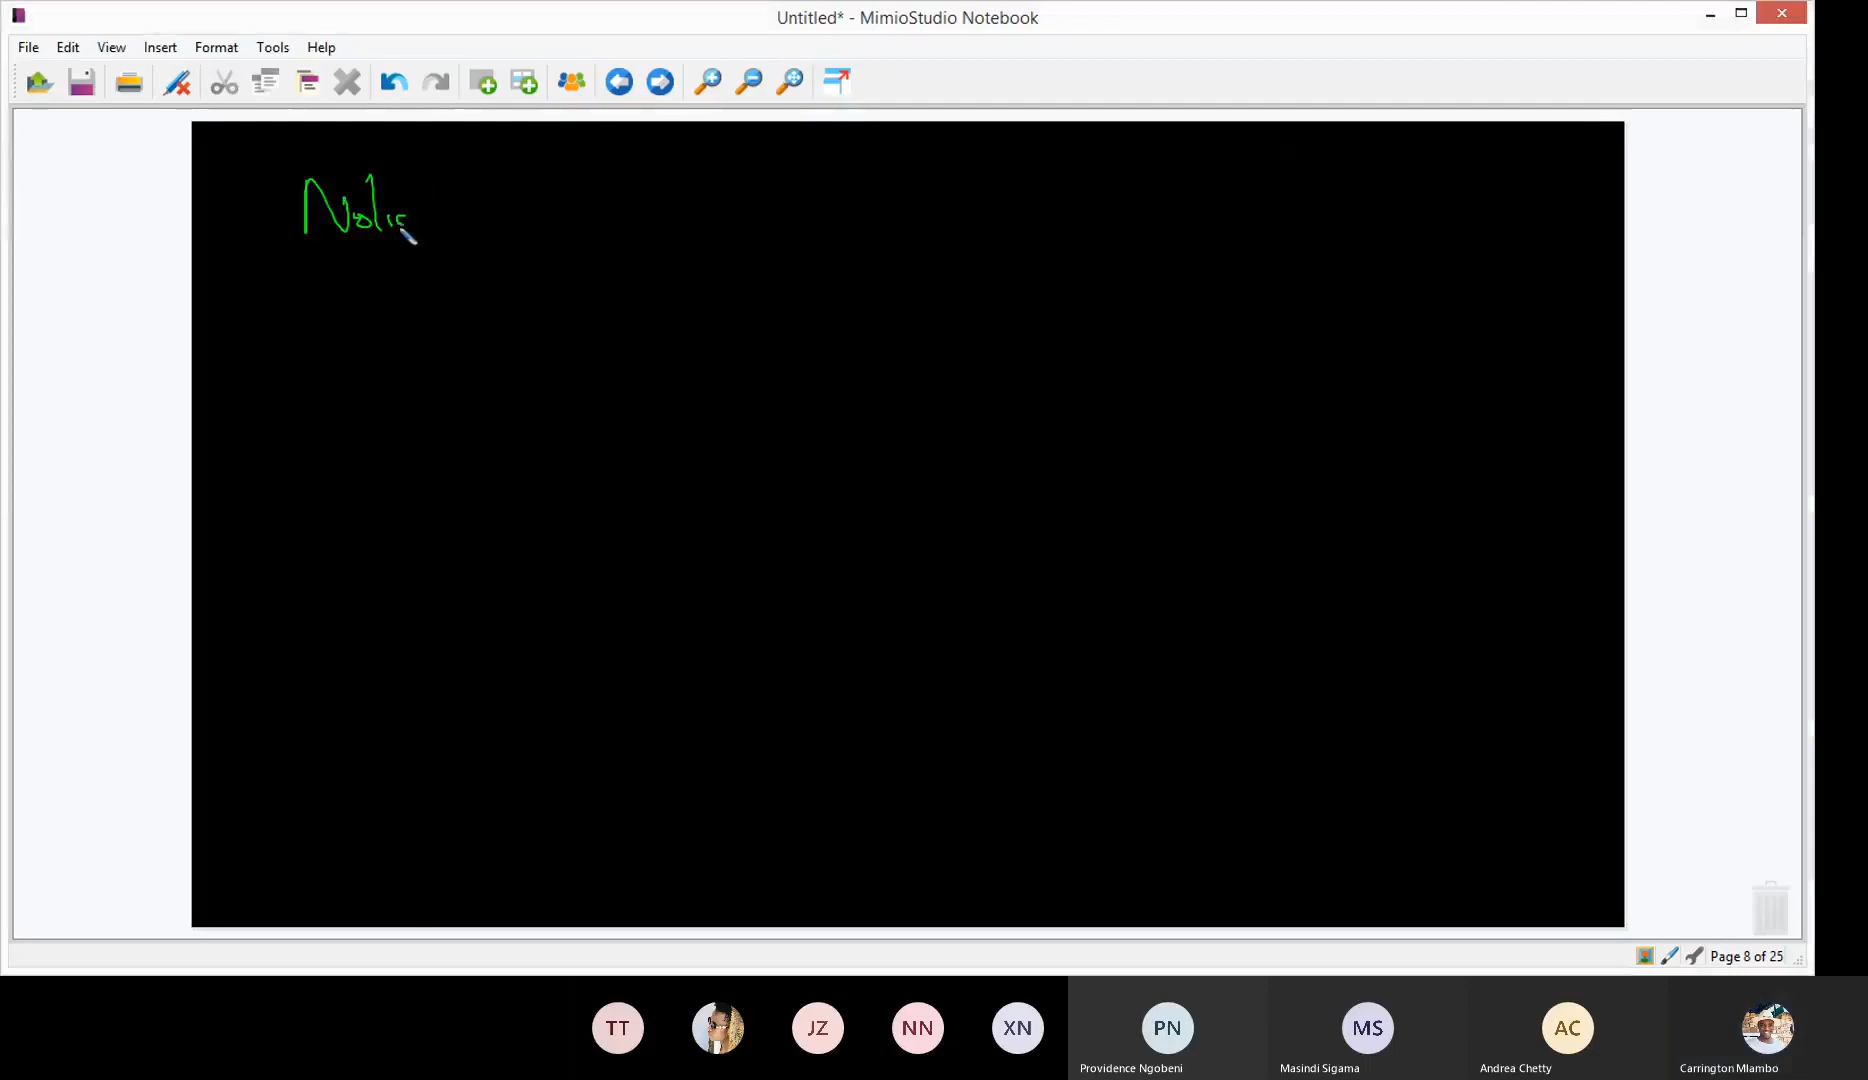 Untitled* - MimioStudio Notebook
File Edit View Insert Format Tools Help
Page 8 of 25
TT JZ NN XN PN MS AC
Providence Ngobeni Masindi Sigama Andrea Chetty Carrington Mlambo